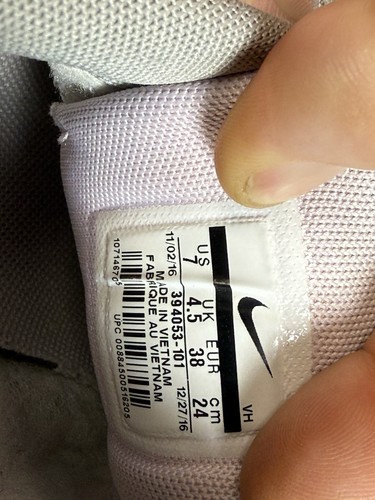 VH
US UK EUR cm
7 4.5 38 24
11/02/16 394053-101 12/27/16
MADE IN VIETNAM
FABRIQUE AU VIETNAM
UPC 00884500516205